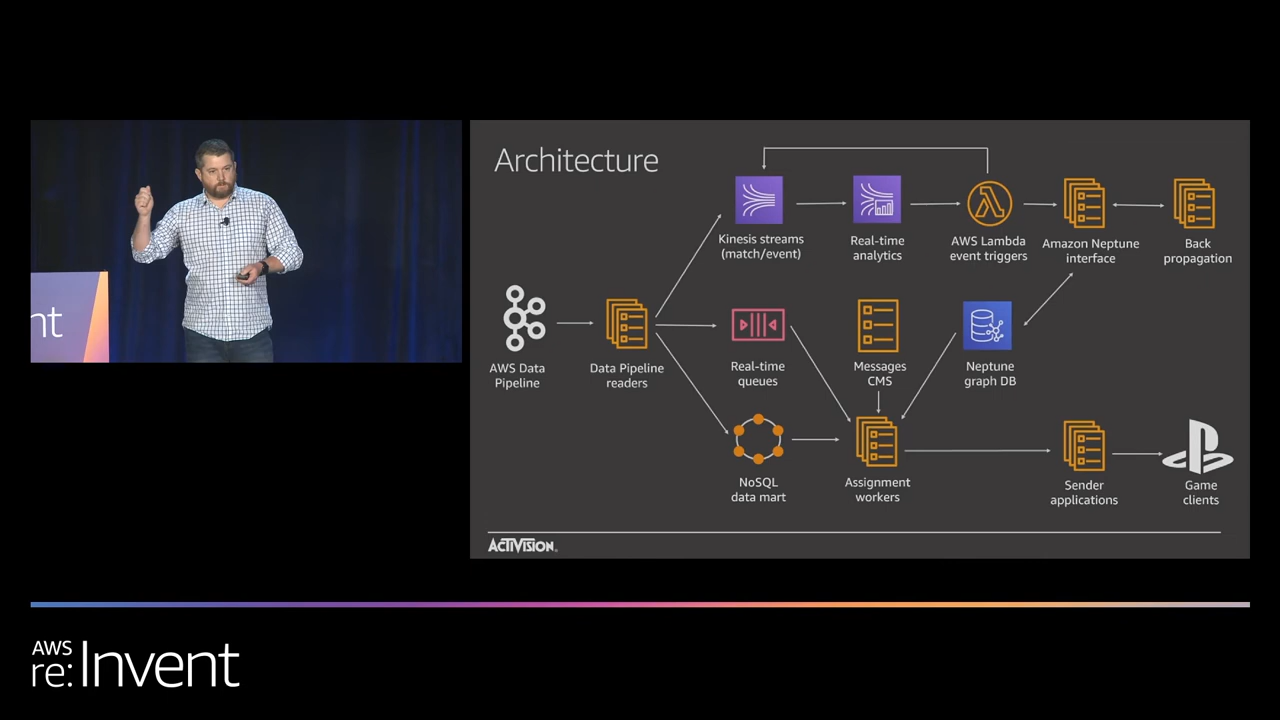 Architecture
Kinesis streams
(match/event)
Real-time
analytics
AWS Lambda
event triggers
Amazon Neptune
interface
Back
propagation
nt
AWS Data
Pipeline
Data Pipeline
readers
Real-time
queues
Messages
CMS
Neptune
graph DB
NoSQL
data mart
Assignment
workers
Sender
applications
Game
clients
ACTIVISION.
AWS
re:Invent